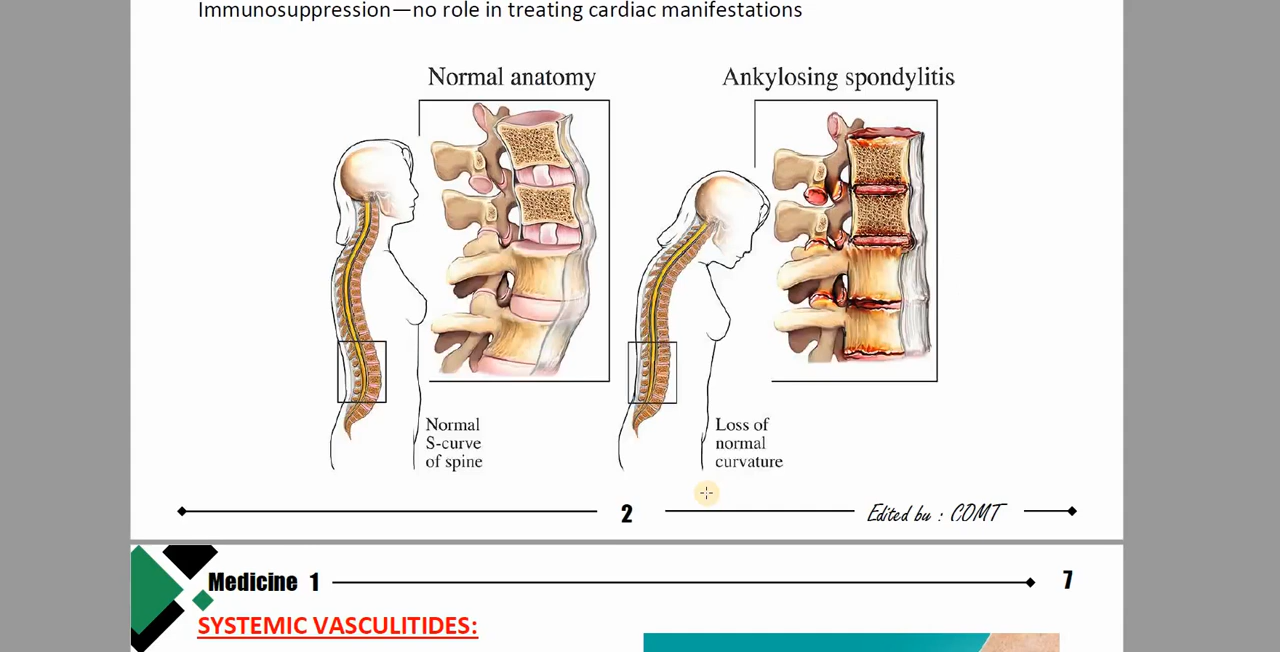 Immunosuppression—no role in treating cardiac manifestations
Normal anatomy
Ankylosing spondylitis
Normal
S-curve
of spine
Loss of
normal
curvature
2
Edited by : COMT
Medicine 1
7
SYSTEMIC VASCULITIDES: